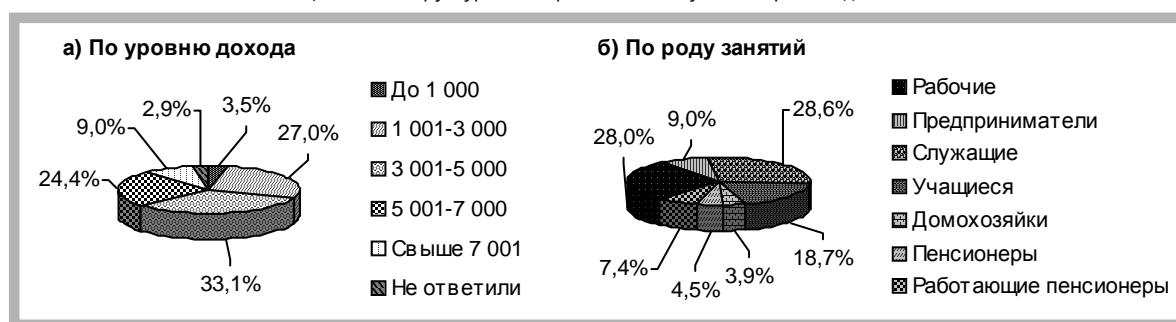 а) По уровню дохода
2,9%
3,5%
9,0%
27,0%
24,4%
33,1%
До 1 000
1 001-3 000
3 001-5 000
5 001-7 000
Свыше 7 001
Не ответили
б) По роду занятий
9,0%
28,6%
28,0%
7,4%
4,5%
3,9%
18,7%
Рабочие
Предприниматели
Служащие
Учащиеся
Домохозяйки
Пенсионеры
Работающие пенсионеры